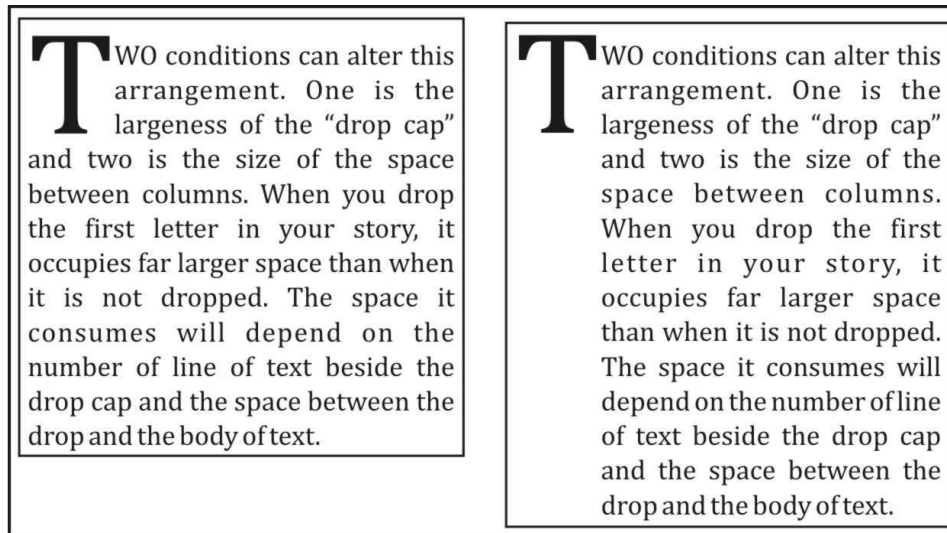 TWO conditions can alter this
arrangement. One is the
largeness of the “drop cap”
and two is the size of the space
between columns. When you drop
the first letter in your story, it
occupies far larger space than when
it is not dropped. The space it
consumes will depend on the
number of line of text beside the
drop cap and the space between the
drop and the body of text.
TWO conditions can alter this
arrangement. One is the
largeness of the “drop cap”
and two is the size of the
space between columns.
When you drop the first
letter in your story, it
occupies far larger space
than when it is not dropped.
The space it consumes will
depend on the number of line
of text beside the drop cap
and the space between the
drop and the body of text.